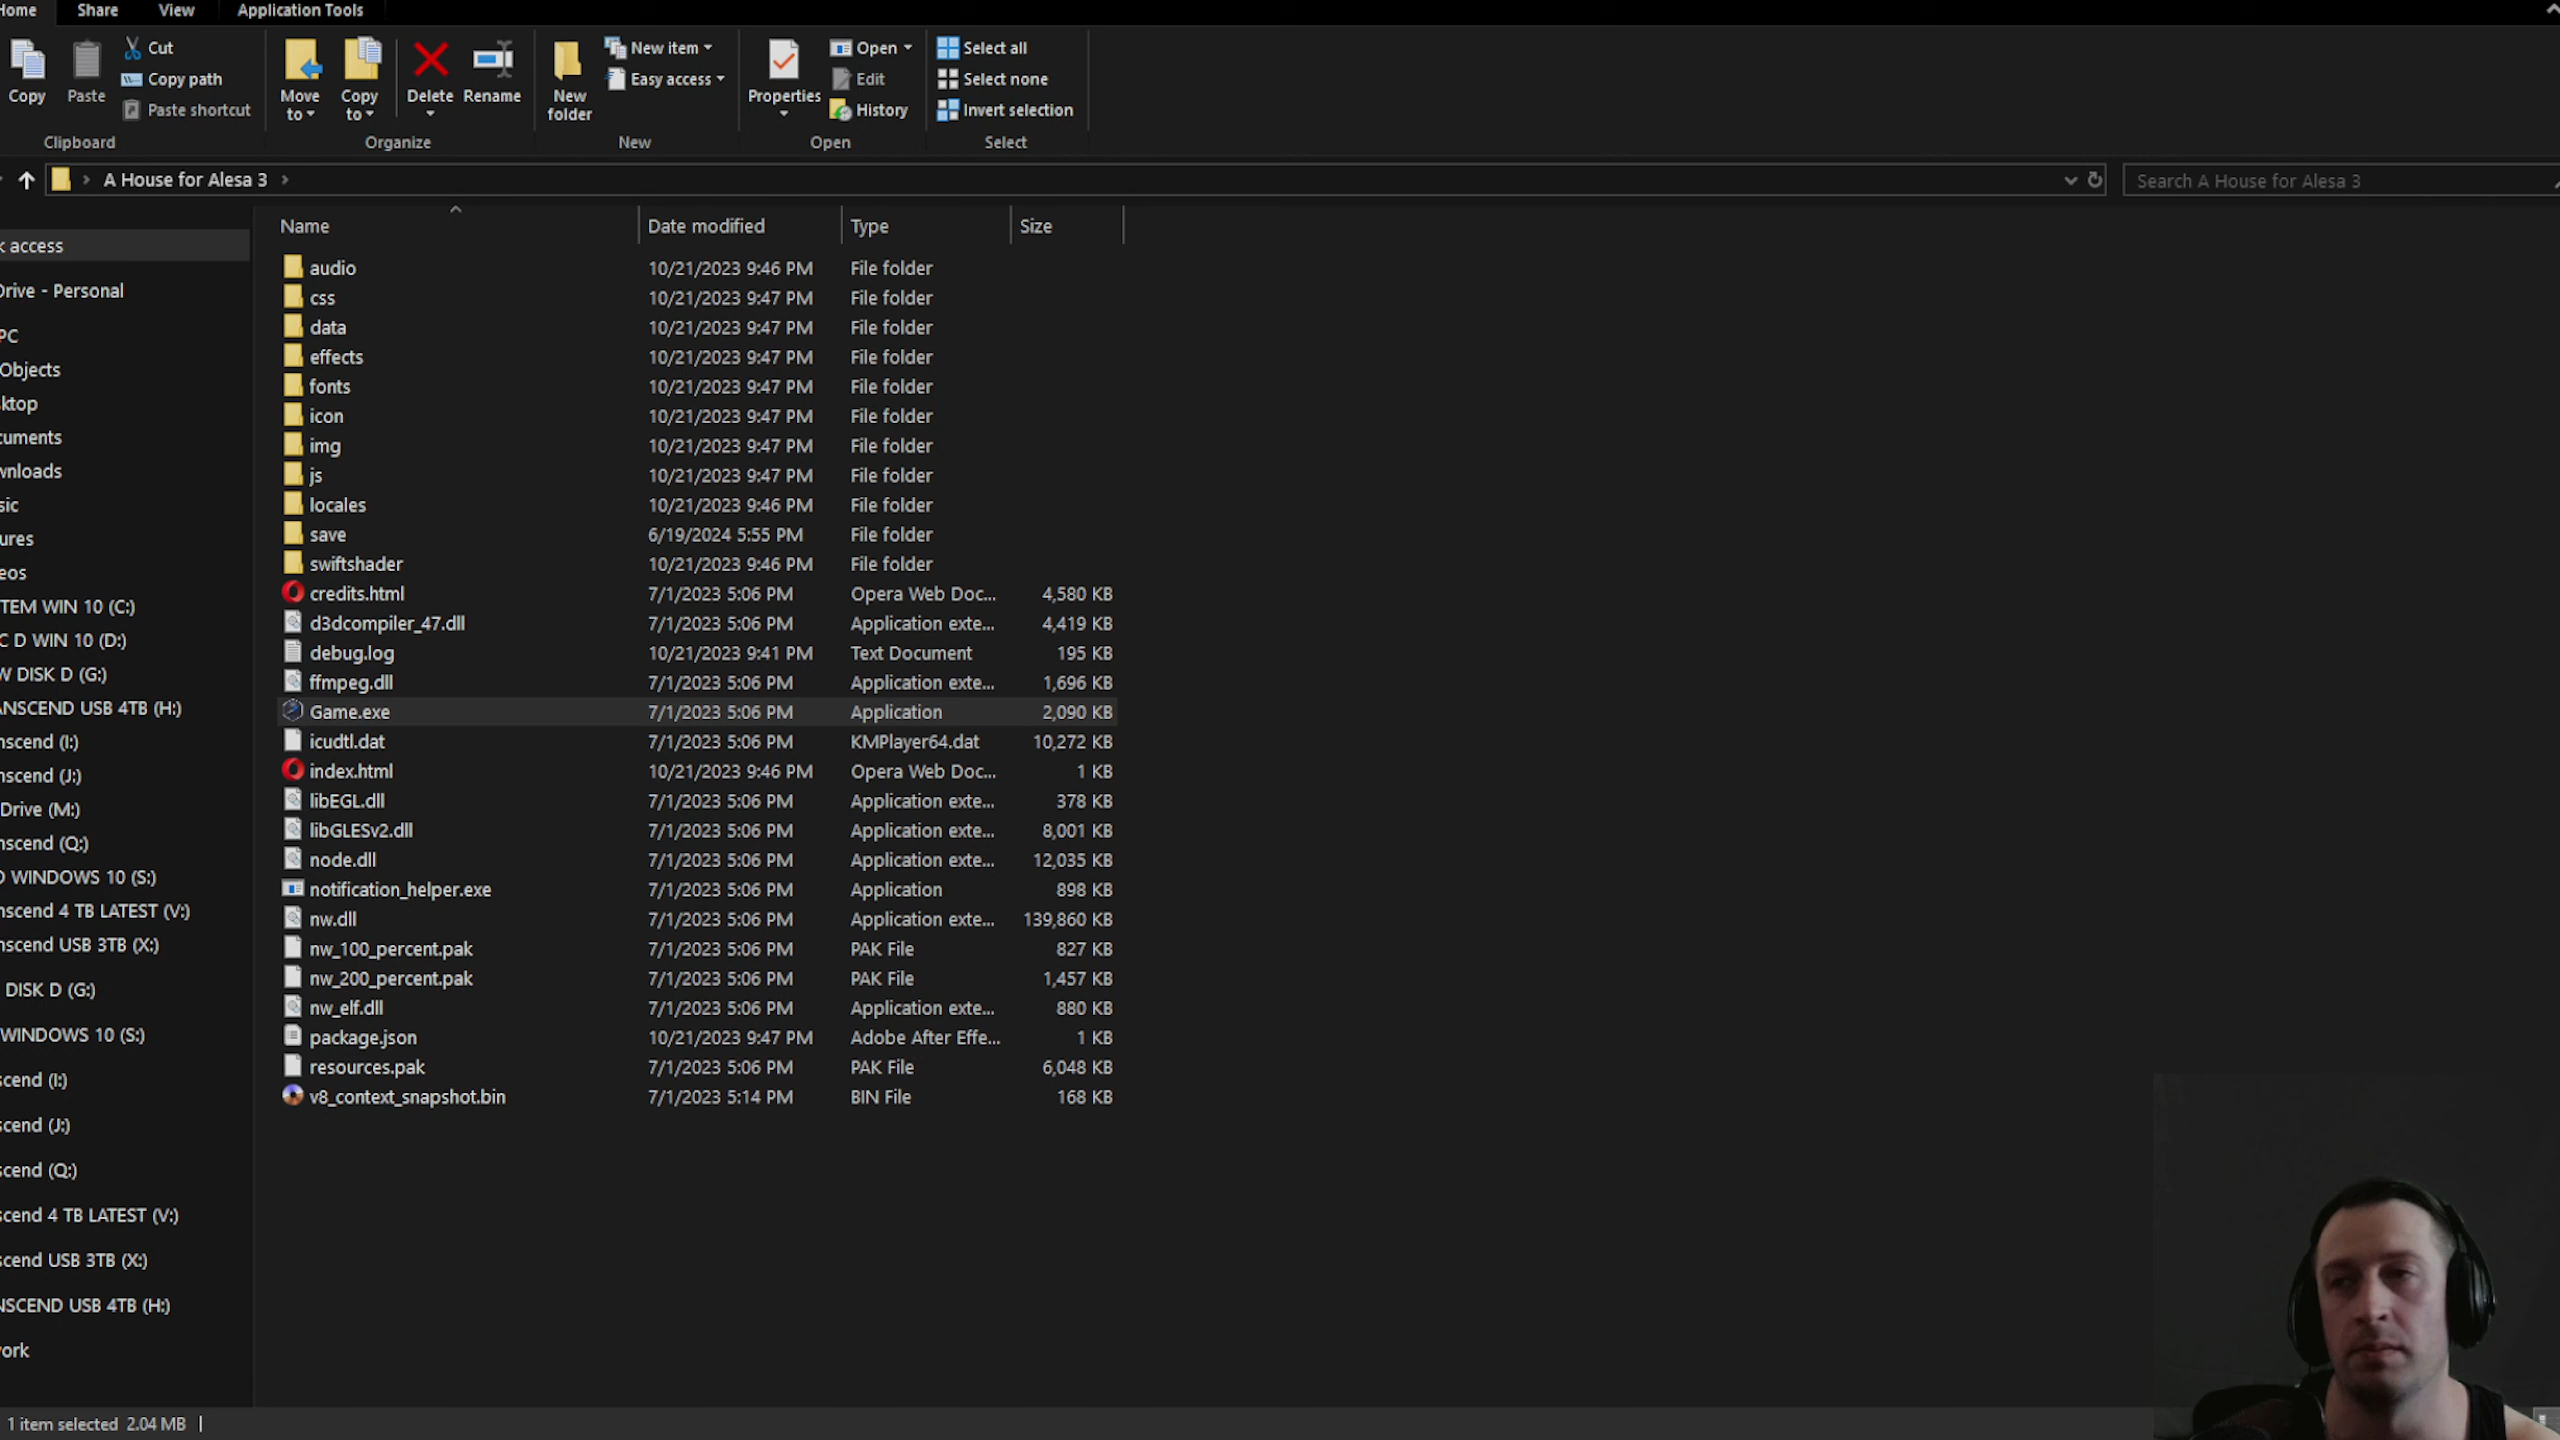 Home Share View Application Tools
Copy
Paste
Cut
Copy path
Paste shortcut
Clipboard
Move to
Copy to
Delete
Rename
Organize
New folder
New item
Easy access
New
Properties
Open
Edit
History
Open
Select all
Select none
Invert selection
Select
A House for Alesa 3
Search A House for Alesa 3
k access
Drive - Personal
PC
Objects
ktop
cuments
wnloads
sic
ures
eos
TEM WIN 10 (C:)
C D WIN 10 (D:)
W DISK D (G:)
ANSCEND USB 4TB (H:)
nscend (I:)
nscend (J:)
Drive (M:)
nscend (Q:)
D WINDOWS 10 (S:)
nscend 4 TB LATEST (V:)
nscend USB 3TB (X:)
DISK D (G:)
WINDOWS 10 (S:)
scend (I:)
scend (J:)
scend (Q:)
scend 4 TB LATEST (V:)
scend USB 3TB (X:)
NSCEND USB 4TB (H:)
work
Name Date modified Type Size
audio 10/21/2023 9:46 PM File folder
css 10/21/2023 9:47 PM File folder
data 10/21/2023 9:47 PM File folder
effects 10/21/2023 9:47 PM File folder
fonts 10/21/2023 9:47 PM File folder
icon 10/21/2023 9:47 PM File folder
img 10/21/2023 9:47 PM File folder
js 10/21/2023 9:47 PM File folder
locales 10/21/2023 9:46 PM File folder
save 6/19/2024 5:55 PM File folder
swiftshader 10/21/2023 9:46 PM File folder
credits.html 7/1/2023 5:06 PM Opera Web Doc... 4,580 KB
d3dcompiler_47.dll 7/1/2023 5:06 PM Application exte... 4,419 KB
debug.log 10/21/2023 9:41 PM Text Document 195 KB
ffmpeg.dll 7/1/2023 5:06 PM Application exte... 1,696 KB
Game.exe 7/1/2023 5:06 PM Application 2,090 KB
icudtl.dat 7/1/2023 5:06 PM KMPlayer64.dat 10,272 KB
index.html 10/21/2023 9:46 PM Opera Web Doc... 1 KB
libEGL.dll 7/1/2023 5:06 PM Application exte... 378 KB
libGLESv2.dll 7/1/2023 5:06 PM Application exte... 8,001 KB
node.dll 7/1/2023 5:06 PM Application exte... 12,035 KB
notification_helper.exe 7/1/2023 5:06 PM Application 898 KB
nw.dll 7/1/2023 5:06 PM Application exte... 139,860 KB
nw_100_percent.pak 7/1/2023 5:06 PM PAK File 827 KB
nw_200_percent.pak 7/1/2023 5:06 PM PAK File 1,457 KB
nw_elf.dll 7/1/2023 5:06 PM Application exte... 880 KB
package.json 10/21/2023 9:47 PM Adobe After Effe... 1 KB
resources.pak 7/1/2023 5:06 PM PAK File 6,048 KB
v8_context_snapshot.bin 7/1/2023 5:14 PM BIN File 168 KB
1 item selected 2.04 MB